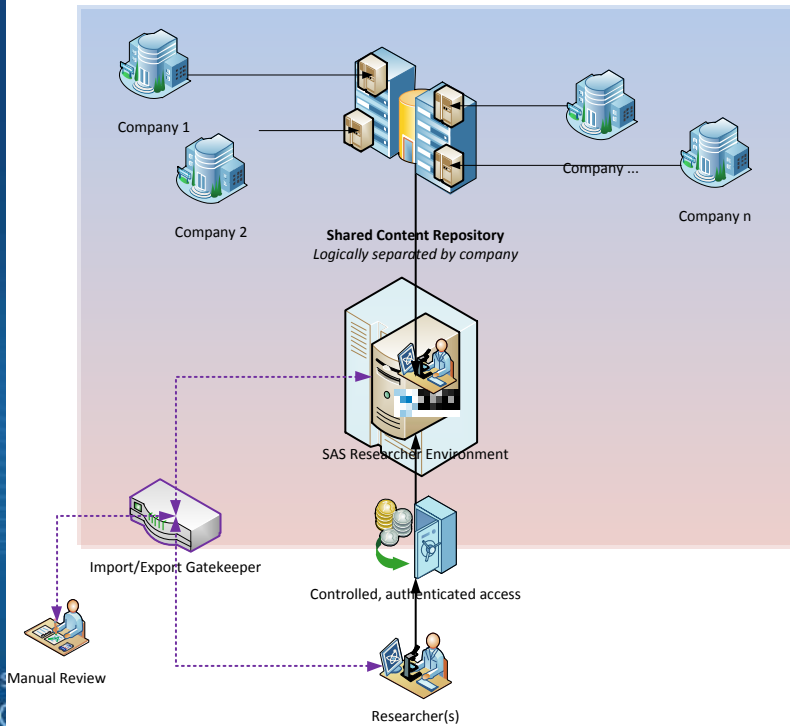 Company 1
Company ...
Company n
Company 2
Shared Content Repository
Logically separated by company
SAS Researcher Environment
Import/Export Gatekeeper
Controlled, authenticated access
Manual Review
Researcher(s)